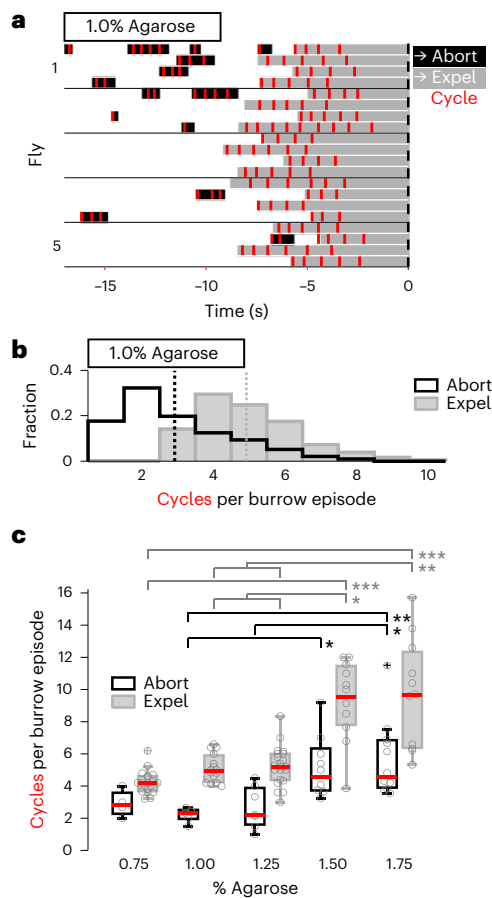 a
1.0% Agarose
→ Abort
→ Expel
Cycle
1
Fly
5
−15
−10
−5
0
Time (s)
b
1.0% Agarose
0.4
0.2
0
Fraction
Abort
Expel
2
4
6
8
10
Cycles per burrow episode
c
***
**
***
*
**
*
*
16
14
12
10
8
6
4
2
0
Cycles per burrow episode
Abort
Expel
0.75
1.00
1.25
1.50
1.75
% Agarose